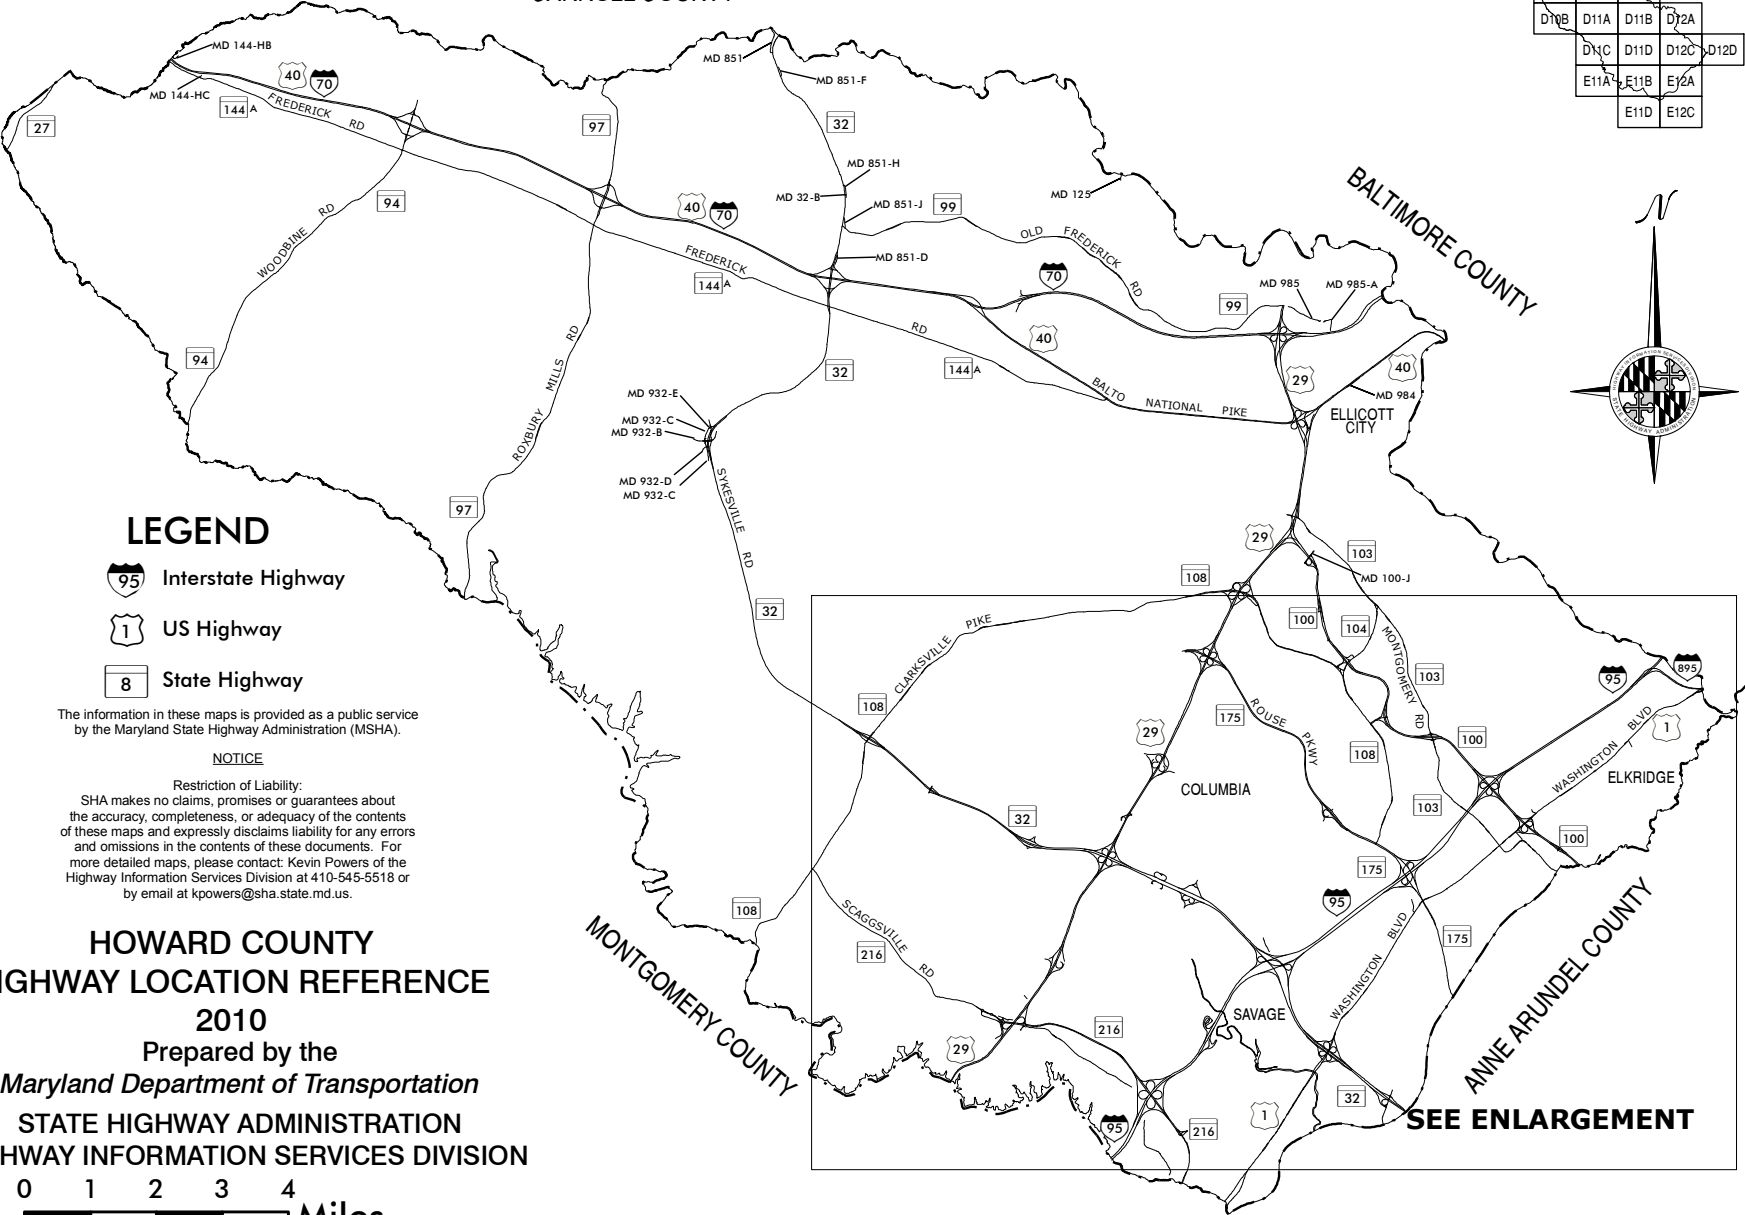 D10B D11A D11B D12A
D11C D11D D12C D12D
E11A E11B E12A
E11D E12C
MD 144-HB
MD 144-HC
40 70
144 A
FREDERICK RD
27
97
94
WOODBINE RD
94
MD 851
MD 851-F
32
MD 851-H
MD 32-B
MD 851-J
99
MD 125
BALTIMORE COUNTY
40 70
FREDERICK
144 A
RD
MD 851-D
OLD FREDERICK RD
70
99
MD 985
MD 985-A
40
144 A
32
BALTO NATIONAL PIKE
29
40
MD 984
ELLICOTT
CITY
ROXBURY MILLS RD
97
MD 932-E
MD 932-C
MD 932-B
MD 932-D
MD 932-C
SYKESVILLE RD
32
29
103
MD 100-J
108
100
104
MONTGOMERY RD
103
95
895
CLARKSVILLE PIKE
108
175
ROUSE PKWY
29
108
100
WASHINGTON BLVD
1
ELKRIDGE
COLUMBIA
103
100
32
175
95
175
108
SCAGGSVILLE RD
216
WASHINGTON BLVD
SAVAGE
216
29
MONTGOMERY COUNTY
ANNE ARUNDEL COUNTY
32
1
95
216
SEE ENLARGEMENT
LEGEND
95 Interstate Highway
1 US Highway
8 State Highway
The information in these maps is provided as a public service
by the Maryland State Highway Administration (MSHA).
NOTICE
Restriction of Liability:
SHA makes no claims, promises or guarantees about
the accuracy, completeness, or adequacy of the contents
of these maps and expressly disclaims liability for any errors
and omissions in the contents of these documents. For
more detailed maps, please contact: Kevin Powers of the
Highway Information Services Division at 410-545-5518 or
by email at kpowers@sha.state.md.us.
HOWARD COUNTY
IGHWAY LOCATION REFERENCE
2010
Prepared by the
Maryland Department of Transportation
STATE HIGHWAY ADMINISTRATION
HWAY INFORMATION SERVICES DIVISION
0 1 2 3 4
Miles
HIGHWAY INFORMATION SERVICES DIVISION
STATE HIGHWAY ADMINISTRATION